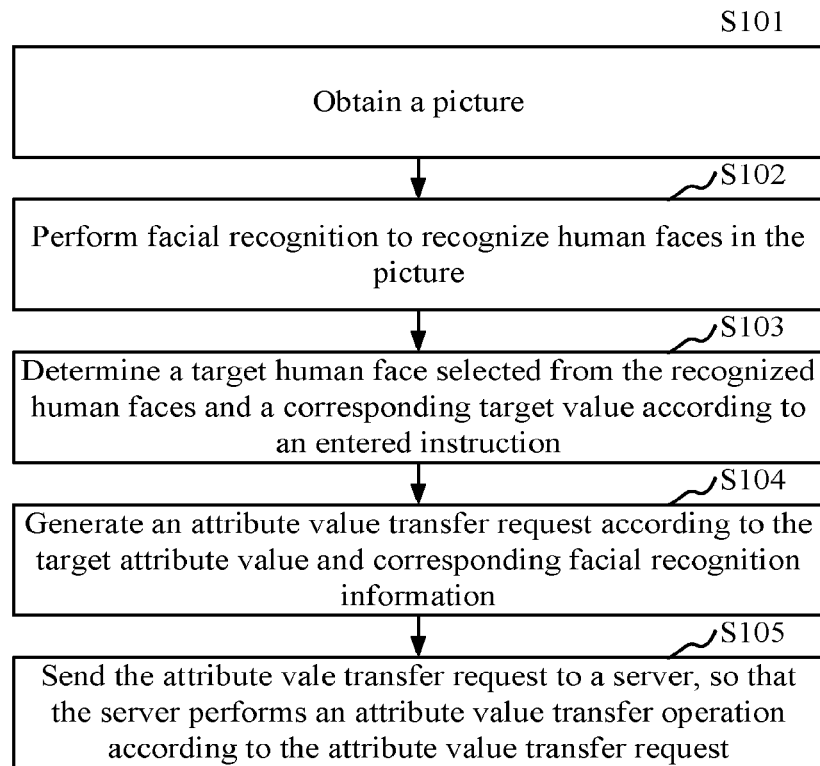 S101
Obtain a picture
S102
Perform facial recognition to recognize human faces in the
picture
S103
Determine a target human face selected from the recognized
human faces and a corresponding target value according to
an entered instruction
S104
Generate an attribute value transfer request according to the
target attribute value and corresponding facial recognition
information
S105
Send the attribute vale transfer request to a server, so that
the server performs an attribute value transfer operation
according to the attribute value transfer request